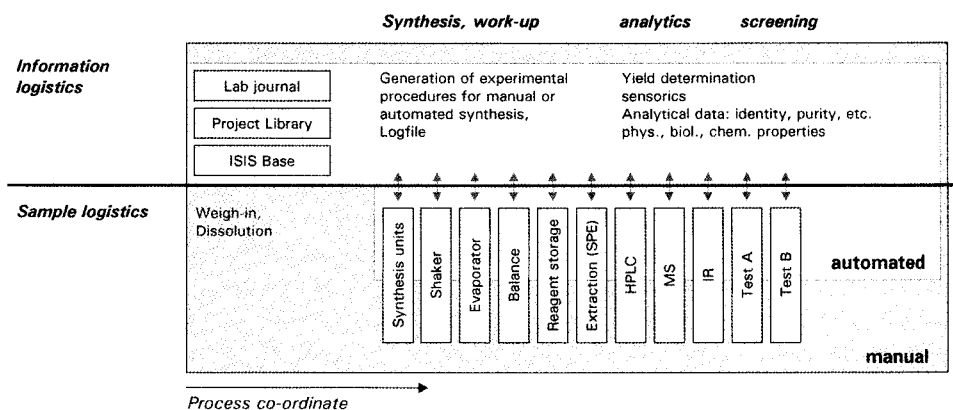 Synthesis, work-up analytics screening
Information
logistics
Lab journal
Project Library
ISIS Base
Generation of experimental
procedures for manual or
automated synthesis,
Logfile
Yield determination
sensorics
Analytical data: identity, purity, etc.
phys., biol., chem. properties
Sample logistics
Weigh-in,
Dissolution
Synthesis units
Shaker
Evaporator
Balance
Reagent storage
Extraction (SPE)
HPLC
MS
IR
Test A
Test B
automated
manual
Process co-ordinate